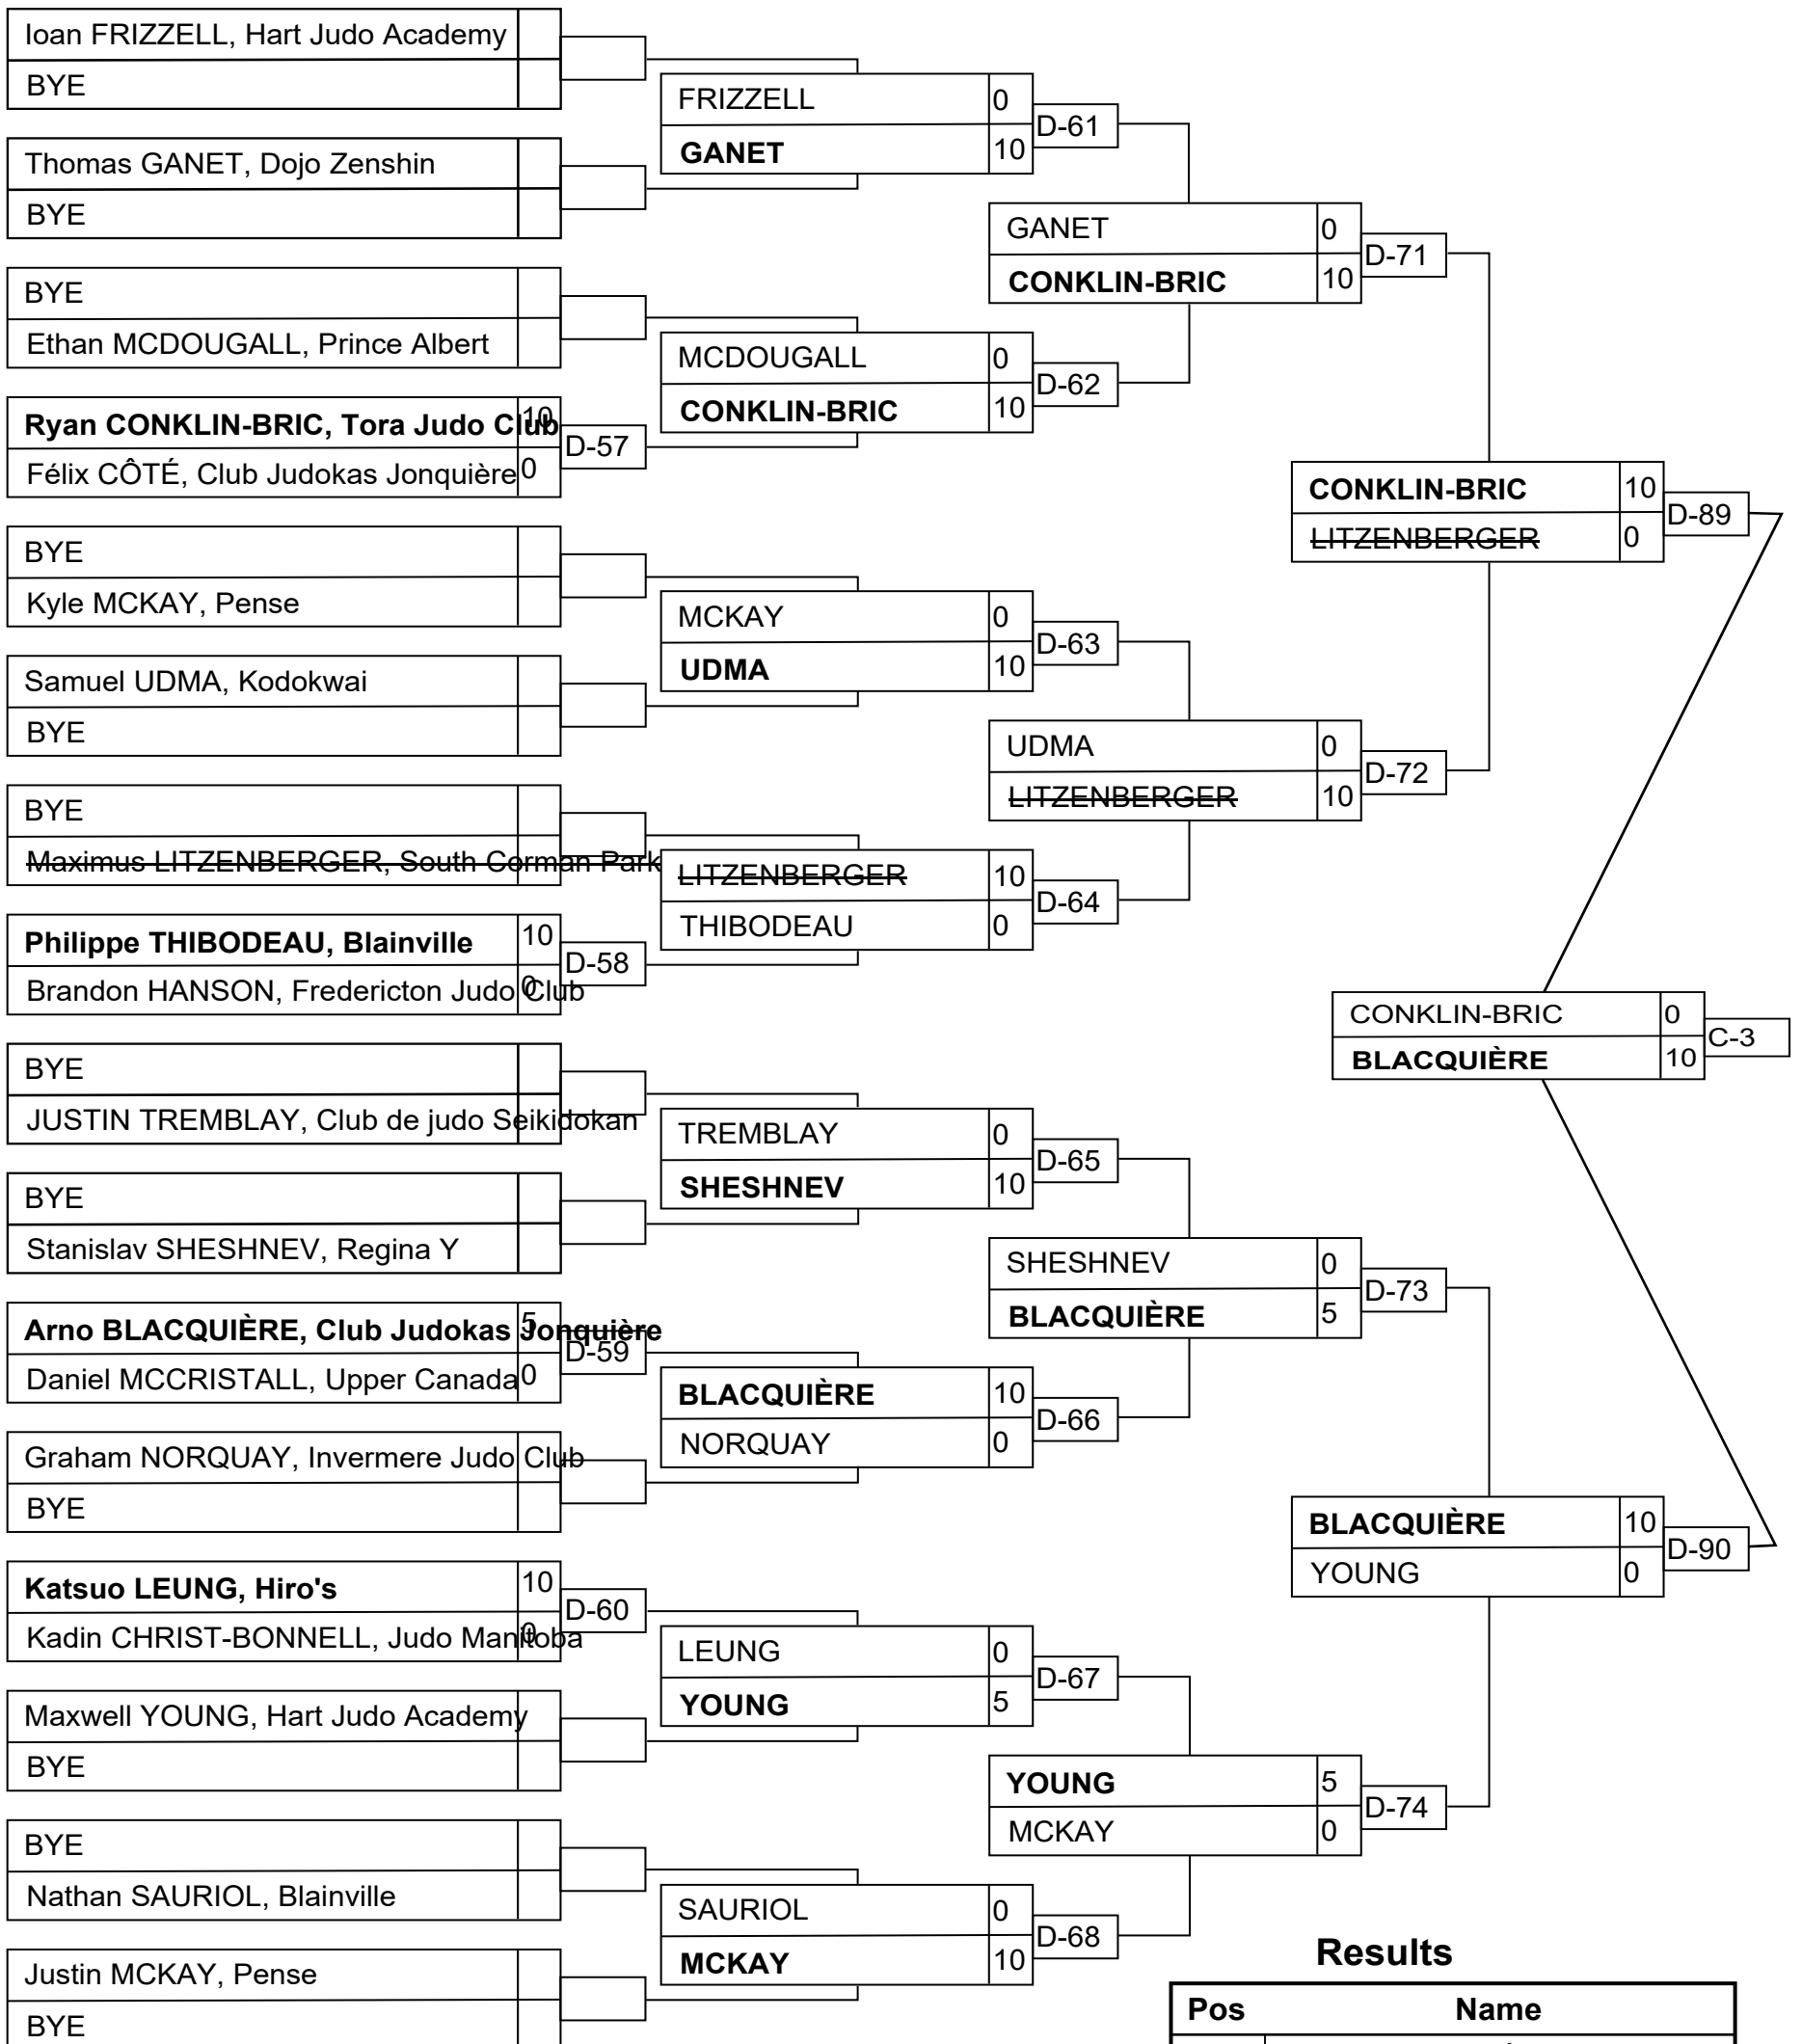 Ioan FRIZZELL, Hart Judo Academy
BYE
FRIZZELL 0
D-61
GANET 10
Thomas GANET, Dojo Zenshin
BYE
GANET 0
D-71
CONKLIN-BRIC 10
BYE
Ethan MCDOUGALL, Prince Albert
MCDOUGALL 0
D-62
CONKLIN-BRIC 10
Ryan CONKLIN-BRIC, Tora Judo Club 10
D-57
Félix CÔTÉ, Club Judokas Jonquière 0
CONKLIN-BRIC 10
D-89
LITZENBERGER 0
BYE
Kyle MCKAY, Pense
MCKAY 0
D-63
UDMA 10
Samuel UDMA, Kodokwai
BYE
UDMA 0
D-72
LITZENBERGER 10
BYE
Maximus LITZENBERGER, South Corman Park
LITZENBERGER 10
D-64
THIBODEAU 0
Philippe THIBODEAU, Blainville 10
D-58
Brandon HANSON, Fredericton Judo Club 0
CONKLIN-BRIC 0
C-3
BLACQUIÈRE 10
BYE
JUSTIN TREMBLAY, Club de judo Seikidokan
TREMBLAY 0
D-65
SHESHNEV 10
BYE
Stanislav SHESHNEV, Regina Y
SHESHNEV 0
D-73
BLACQUIÈRE 5
Arno BLACQUIÈRE, Club Judokas Jonquière 5
D-59
Daniel MCCRISTALL, Upper Canada 0
BLACQUIÈRE 10
D-66
NORQUAY 0
Graham NORQUAY, Invermere Judo Club
BYE
BLACQUIÈRE 10
D-90
YOUNG 0
Katsuo LEUNG, Hiro's 10
D-60
Kadin CHRIST-BONNELL, Judo Manitoba 0
LEUNG 0
D-67
YOUNG 5
Maxwell YOUNG, Hart Judo Academy
BYE
YOUNG 5
D-74
MCKAY 0
BYE
Nathan SAURIOL, Blainville
SAURIOL 0
D-68
MCKAY 10
Justin MCKAY, Pense
BYE
Results
Pos Name